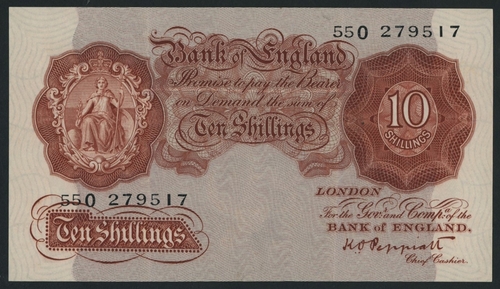 55O 279517
Bank of England
Promise to pay the Bearer
on Demand the sum of
Ten Shillings
10
SHILLINGS
55O 279517
Ten Shillings
LONDON
For the Gov.r and Comp.a of the
BANK OF ENGLAND.
K O Peppiatt
Chief Cashier.